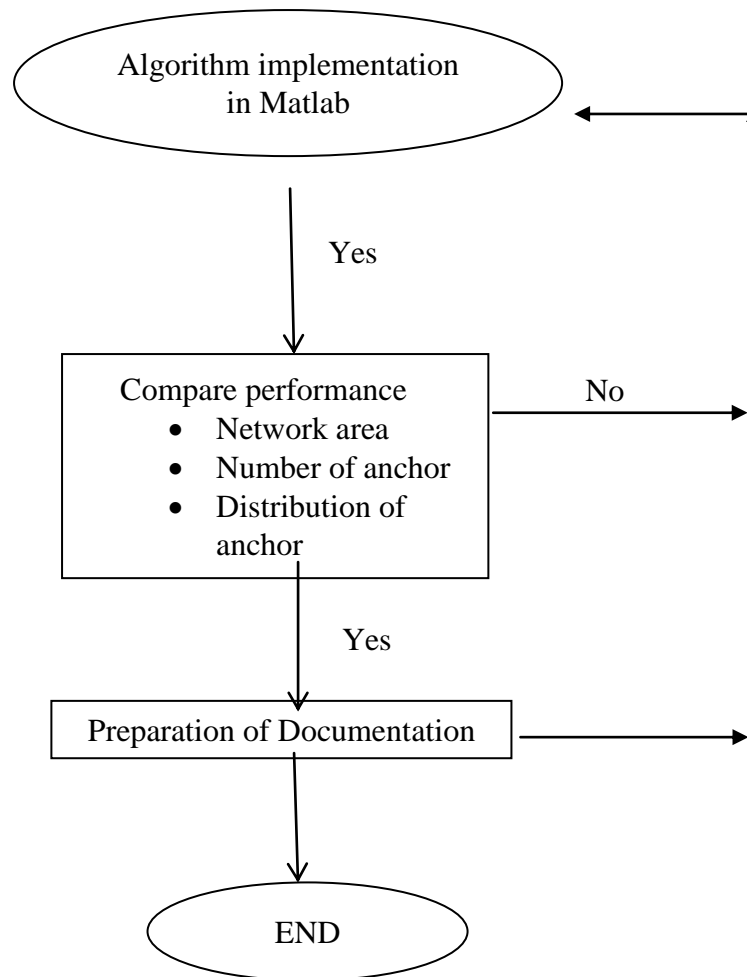 Algorithm implementation
in Matlab
Yes
Compare performance
• Network area
No
• Number of anchor
• Distribution of
anchor
Yes
Preparation of Documentation
END